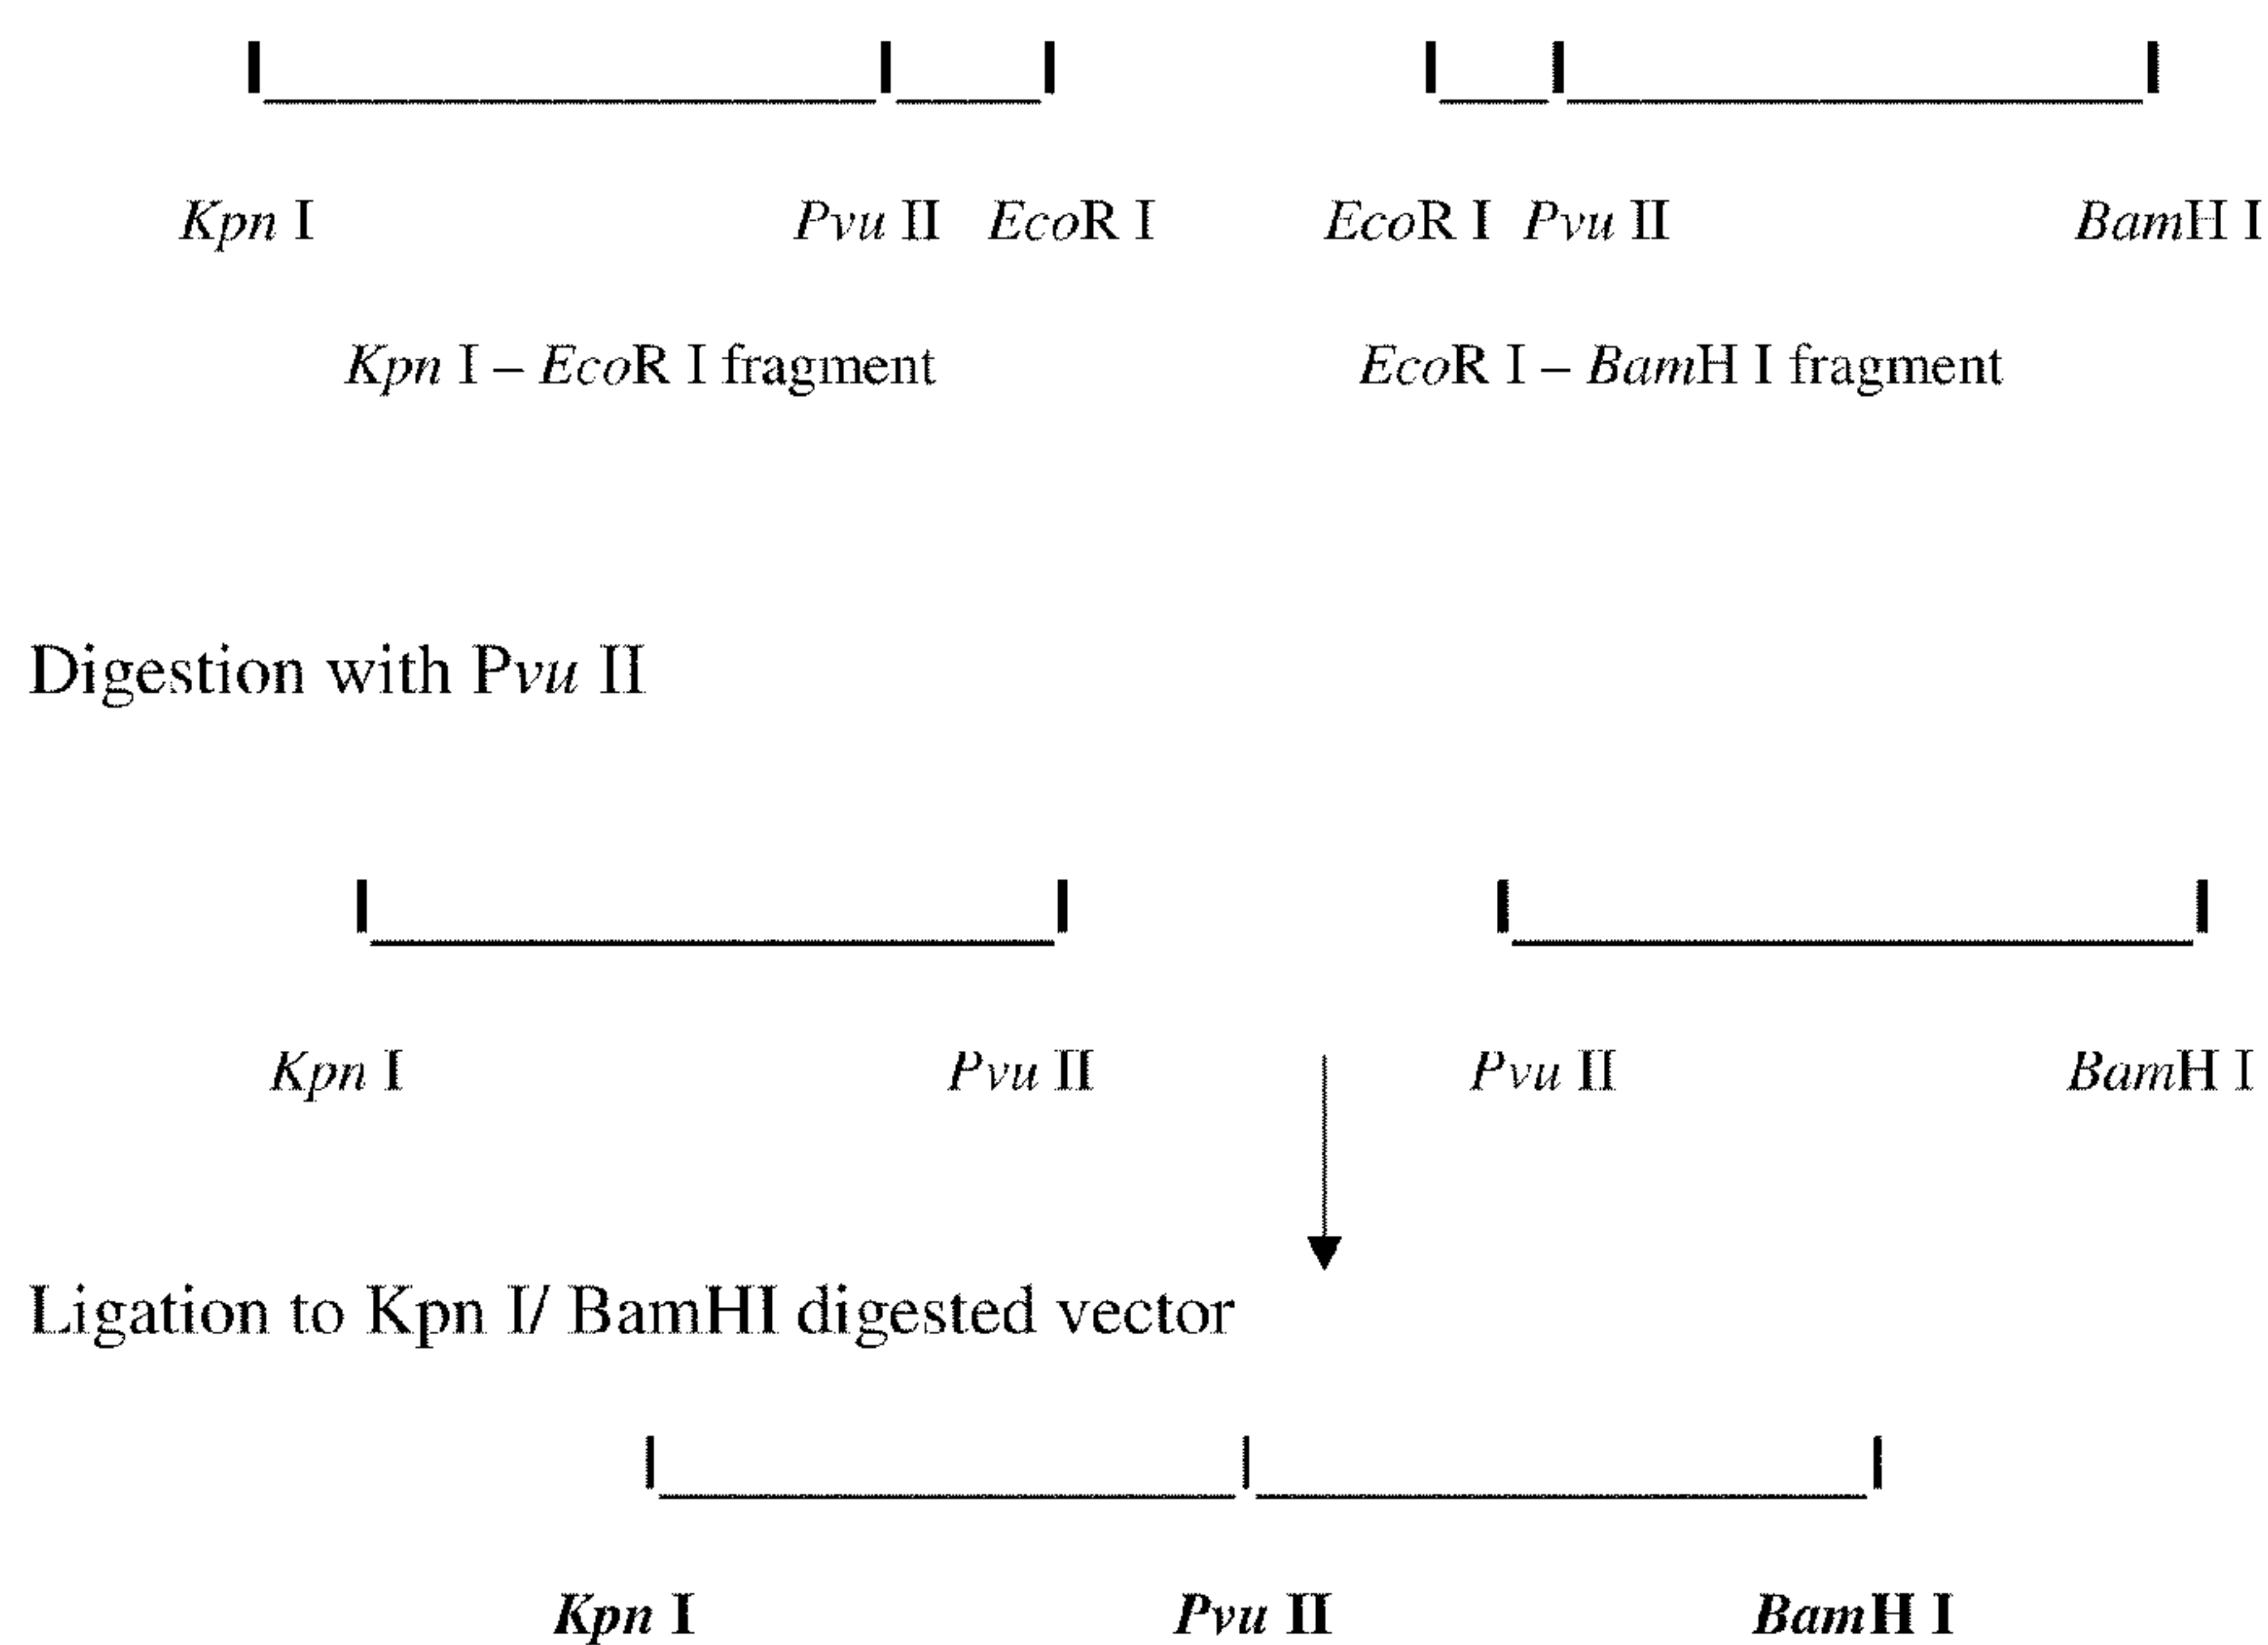 Kpn I Pvu II EcoR I EcoR I Pvu II BamH I
Kpn I – EcoR I fragment EcoR I – BamH I fragment
Digestion with Pvu II
Kpn I Pvu II Pvu II BamH I
Ligation to Kpn I/ BamHI digested vector
Kpn I Pvu II BamH I